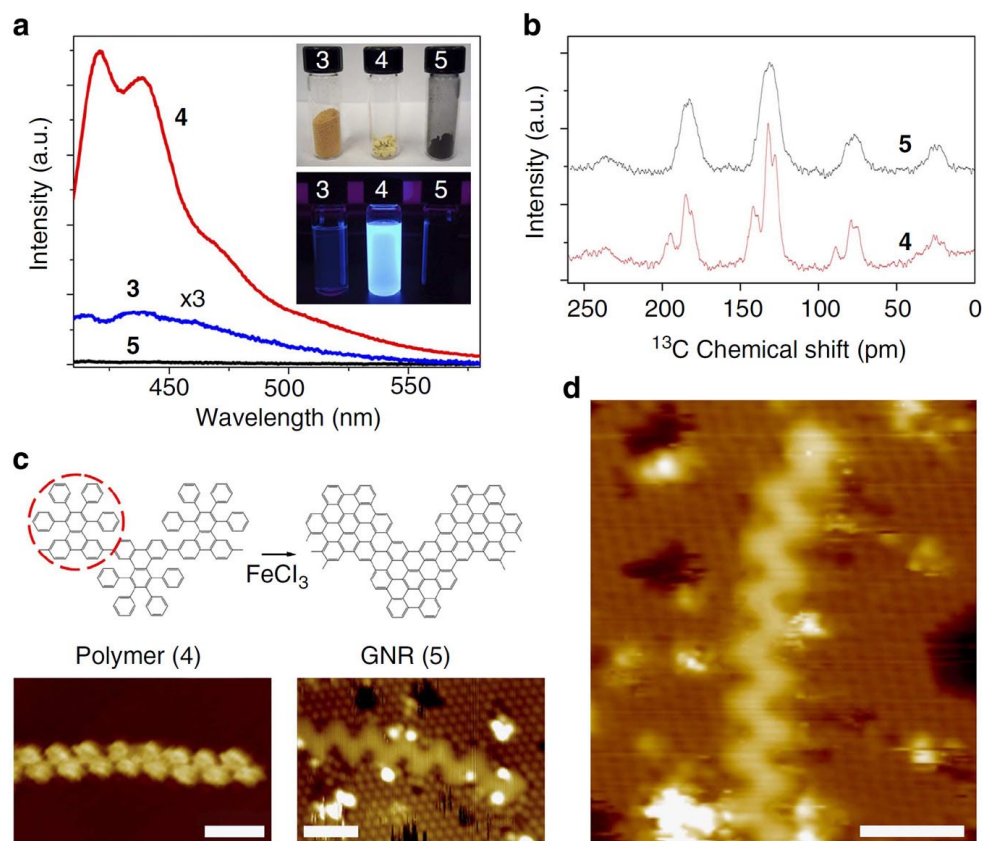 a
Intensity (a.u.)
4
3
x3
5
450
500
550
Wavelength (nm)
3 4 5
3 4 5
b
Intensity (a.u.)
5
4
250 200 150 100 50 0
¹³C Chemical shift (pm)
c
FeCl₃
Polymer (4)
GNR (5)
d